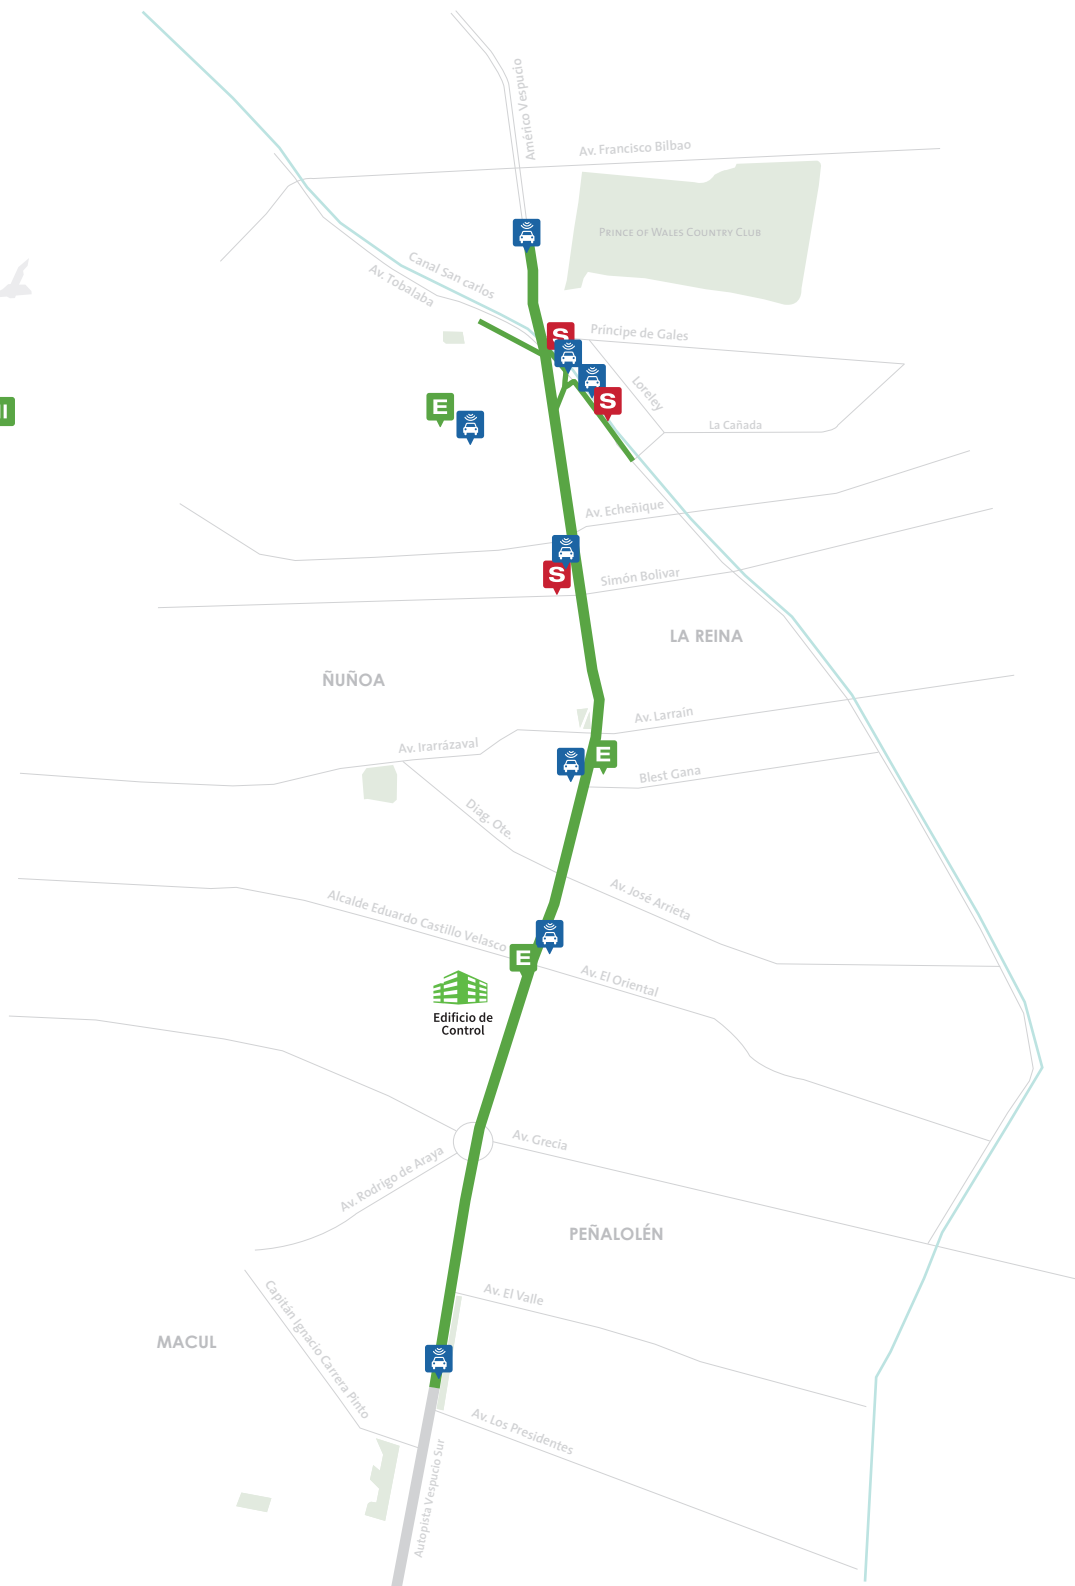 Américo Vespucio
Av. Francisco Bilbao
PRINCE OF WALES COUNTRY CLUB
Canal San carlos
Av. Tobalaba
S
Príncipe de Gales
Loreley
S
E
La Cañada
Av. Echeñique
S
Simón Bolivar
LA REINA
ÑUÑOA
Av. Larraín
Av. Irarrázaval
E
Blest Gana
Diag. Ote.
Av. José Arrieta
Alcalde Eduardo Castillo Velasco
E
Av. El Oriental
Edificio de
Control
Av. Grecia
Av. Rodrigo de Araya
PEÑALOLÉN
Av. El Valle
Capitán Ignacio Carrera Pinto
MACUL
Av. Los Presidentes
Autopista Vespucio Sur